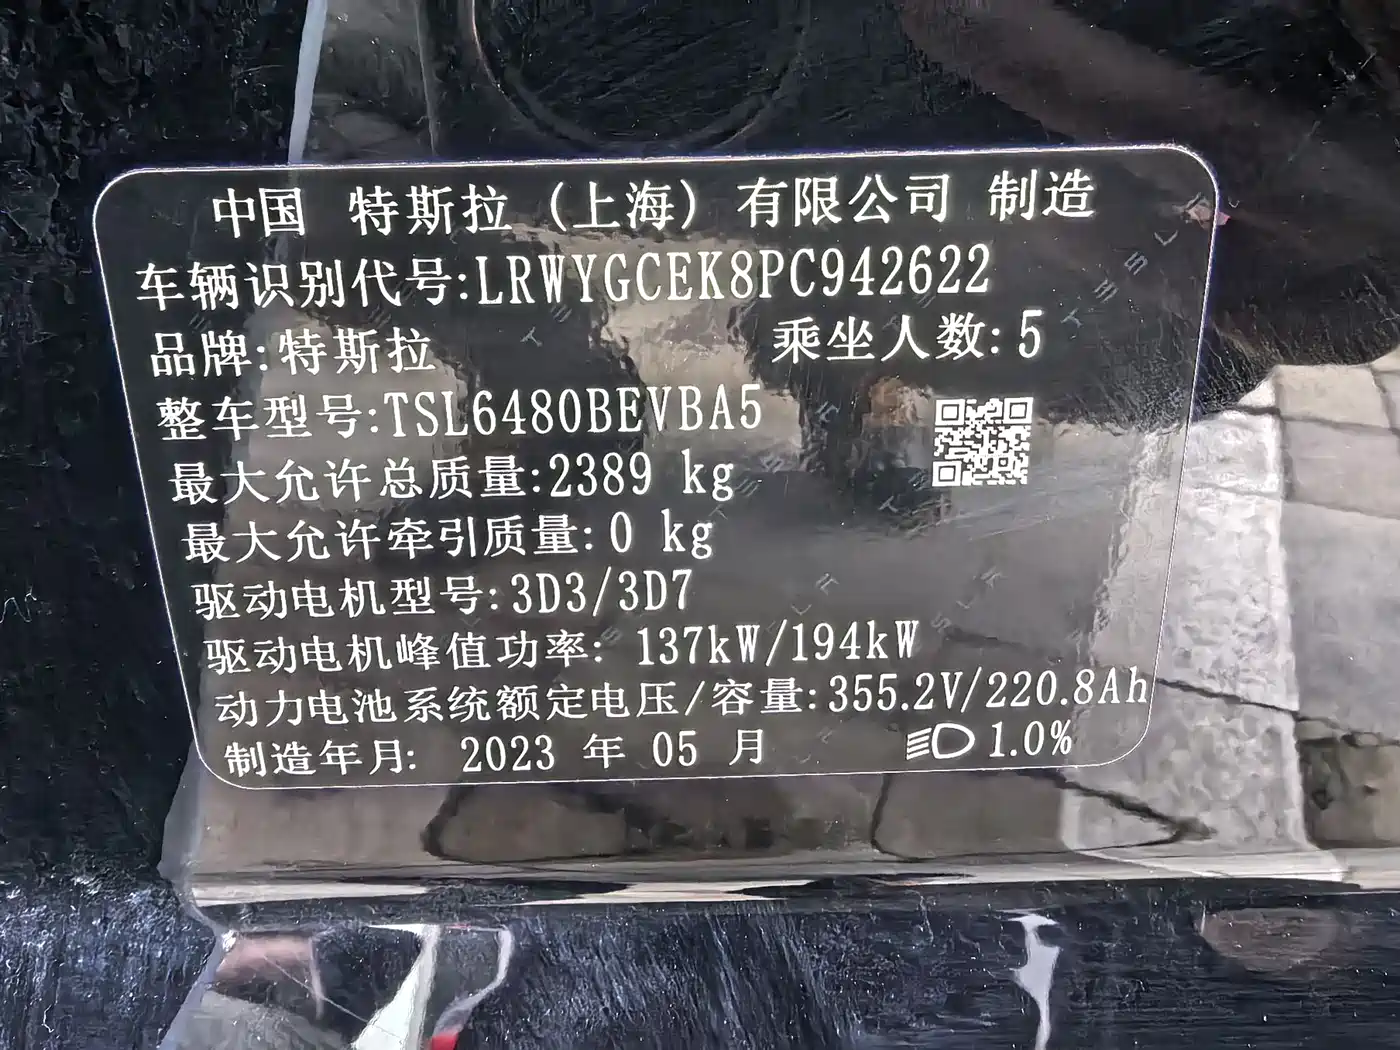 中国 特斯拉（上海）有限公司 制造
车辆识别代号:LRWYGCEK8PC942622
品牌:特斯拉 乘坐人数:5
整车型号:TSL6480BEVBA5
最大允许总质量:2389 kg
最大允许牵引质量:0 kg
驱动电机型号:3D3/3D7
驱动电机峰值功率: 137kW/194kW
动力电池系统额定电压/容量:355.2V/220.8Ah
制造年月: 2023 年 05 月 1.0%
TESLA